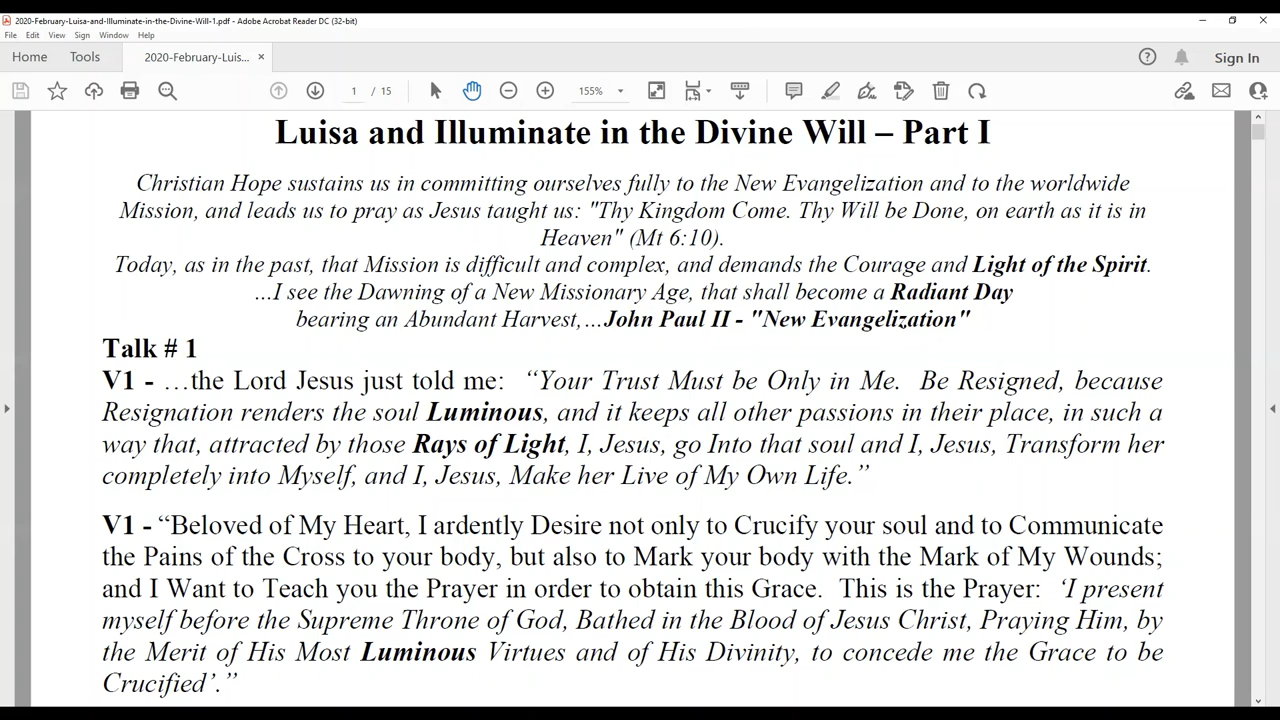 2020-February-Luisa-and-Illuminate-in-the-Divine-Will-1.pdf - Adobe Acrobat Reader DC (32-bit)
File Edit View Sign Window Help
Home Tools 2020-February-Luis... × Sign In
1 / 15 155%
Luisa and Illuminate in the Divine Will – Part I
Christian Hope sustains us in committing ourselves fully to the New Evangelization and to the worldwide
Mission, and leads us to pray as Jesus taught us: "Thy Kingdom Come. Thy Will be Done, on earth as it is in
Heaven" (Mt 6:10).
Today, as in the past, that Mission is difficult and complex, and demands the Courage and Light of the Spirit.
...I see the Dawning of a New Missionary Age, that shall become a Radiant Day
bearing an Abundant Harvest,...John Paul II - "New Evangelization"
Talk # 1
V1 - …the Lord Jesus just told me: “Your Trust Must be Only in Me. Be Resigned, because
Resignation renders the soul Luminous, and it keeps all other passions in their place, in such a
way that, attracted by those Rays of Light, I, Jesus, go Into that soul and I, Jesus, Transform her
completely into Myself, and I, Jesus, Make her Live of My Own Life.”
V1 - “Beloved of My Heart, I ardently Desire not only to Crucify your soul and to Communicate
the Pains of the Cross to your body, but also to Mark your body with the Mark of My Wounds;
and I Want to Teach you the Prayer in order to obtain this Grace. This is the Prayer: ‘I present
myself before the Supreme Throne of God, Bathed in the Blood of Jesus Christ, Praying Him, by
the Merit of His Most Luminous Virtues and of His Divinity, to concede me the Grace to be
Crucified’.”